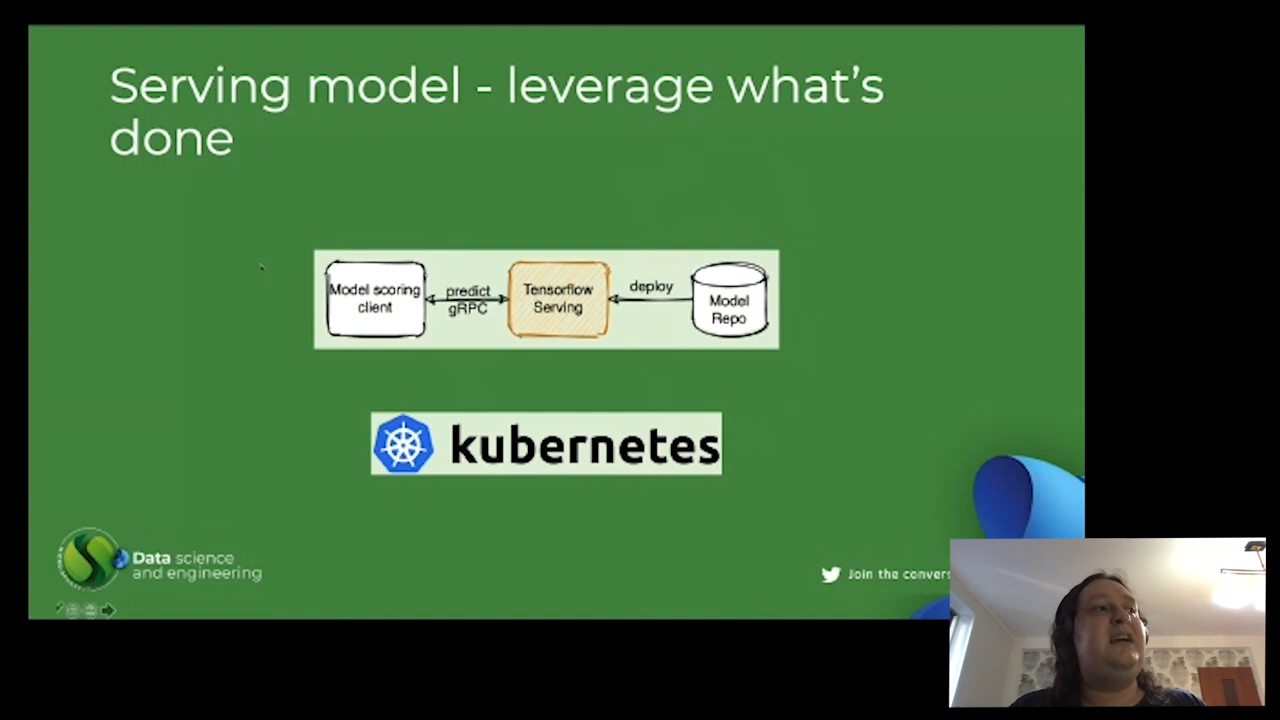 Serving model - leverage what's
done
Model scoring
client
predict
gRPC
Tensorflow
Serving
deploy
Model
Repo
kubernetes
Data science
and engineering
Join the convers